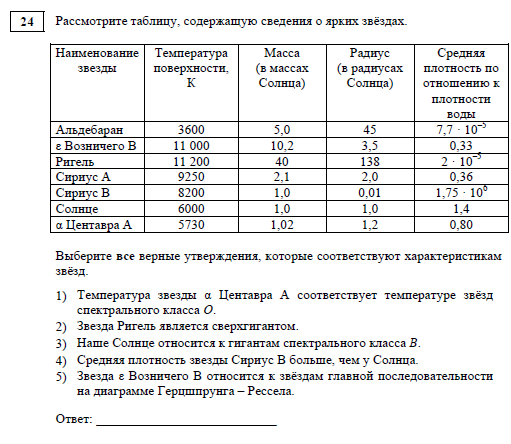 24 Рассмотрите таблицу, содержащую сведения о ярких звёздах.
Наименование звезды | Температура поверхности, К | Масса (в массах Солнца) | Радиус (в радиусах Солнца) | Средняя плотность по отношению к плотности воды
Альдебаран | 3600 | 5,0 | 45 | 7,7 · 10⁻⁵
ε Возничего В | 11 000 | 10,2 | 3,5 | 0,33
Ригель | 11 200 | 40 | 138 | 2 · 10⁻⁵
Сириус А | 9250 | 2,1 | 2,0 | 0,36
Сириус В | 8200 | 1,0 | 0,01 | 1,75 · 10⁶
Солнце | 6000 | 1,0 | 1,0 | 1,4
α Центавра А | 5730 | 1,02 | 1,2 | 0,80
Выберите все верные утверждения, которые соответствуют характеристикам
звёзд.
1) Температура звезды α Центавра А соответствует температуре звёзд
спектрального класса O.
2) Звезда Ригель является сверхгигантом.
3) Наше Солнце относится к гигантам спектрального класса B.
4) Средняя плотность звезды Сириус В больше, чем у Солнца.
5) Звезда ε Возничего В относится к звёздам главной последовательности
на диаграмме Герцшпрунга – Рессела.
Ответ: